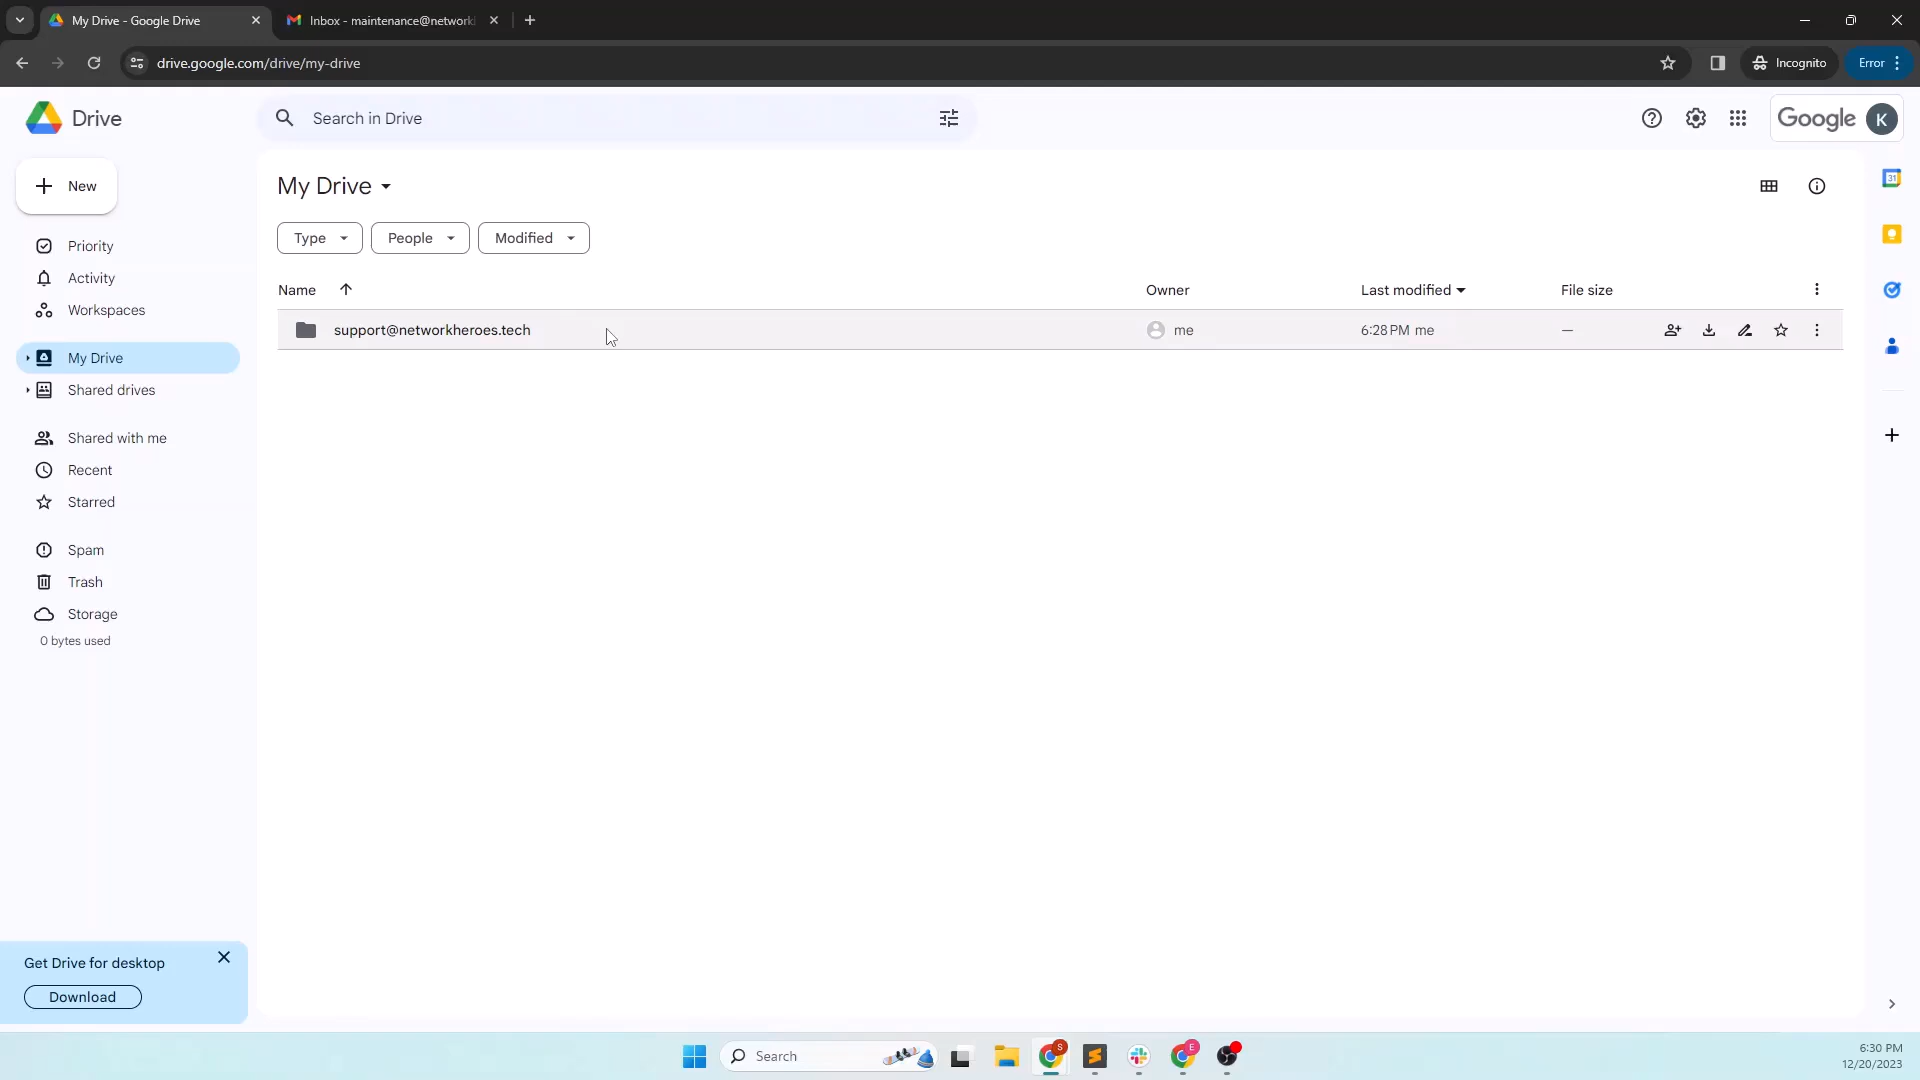 My Drive - Google Drive
Inbox - maintenance@network
drive.google.com/drive/my-drive
Incognito
Error
Drive
Search in Drive
Google
K
New
My Drive
31
Type
People
Modified
Priority
Activity
Workspaces
Name
Owner
Last modified
File size
support@networkheroes.tech
me
6:28 PM me
—
My Drive
Shared drives
Shared with me
Recent
Starred
Spam
Trash
Storage
0 bytes used
Get Drive for desktop
Download
Search
S
E
6:30 PM
12/20/2023